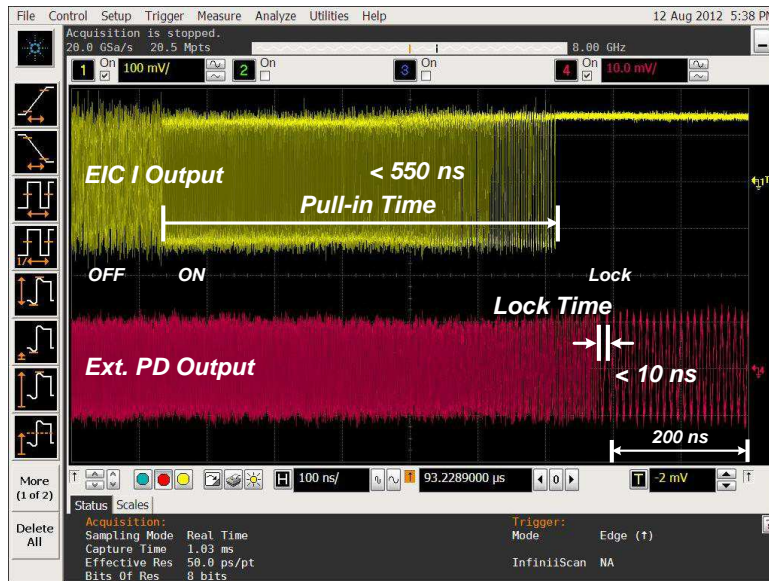 File Control Setup Trigger Measure Analyze Utilities Help 12 Aug 2012 5:38 PM
Acquisition is stopped.
20.0 GSa/s 20.5 Mpts 8.00 GHz
1 On 100 mV/ 2 On 3 On 4 On 10.0 mV/
EIC I Output < 550 ns
Pull-in Time
OFF ON Lock
Lock Time
Ext. PD Output < 10 ns
200 ns
More
(1 of 2)
Delete
All
H 100 ns/ 93.2289000 µs 0 T -2 mV
Status Scales
Acquisition: Trigger:
Sampling Mode Real Time Mode Edge (↑)
Capture Time 1.03 ms
Effective Res 50.0 ps/pt InfiniiScan NA
Bits Of Res 8 bits